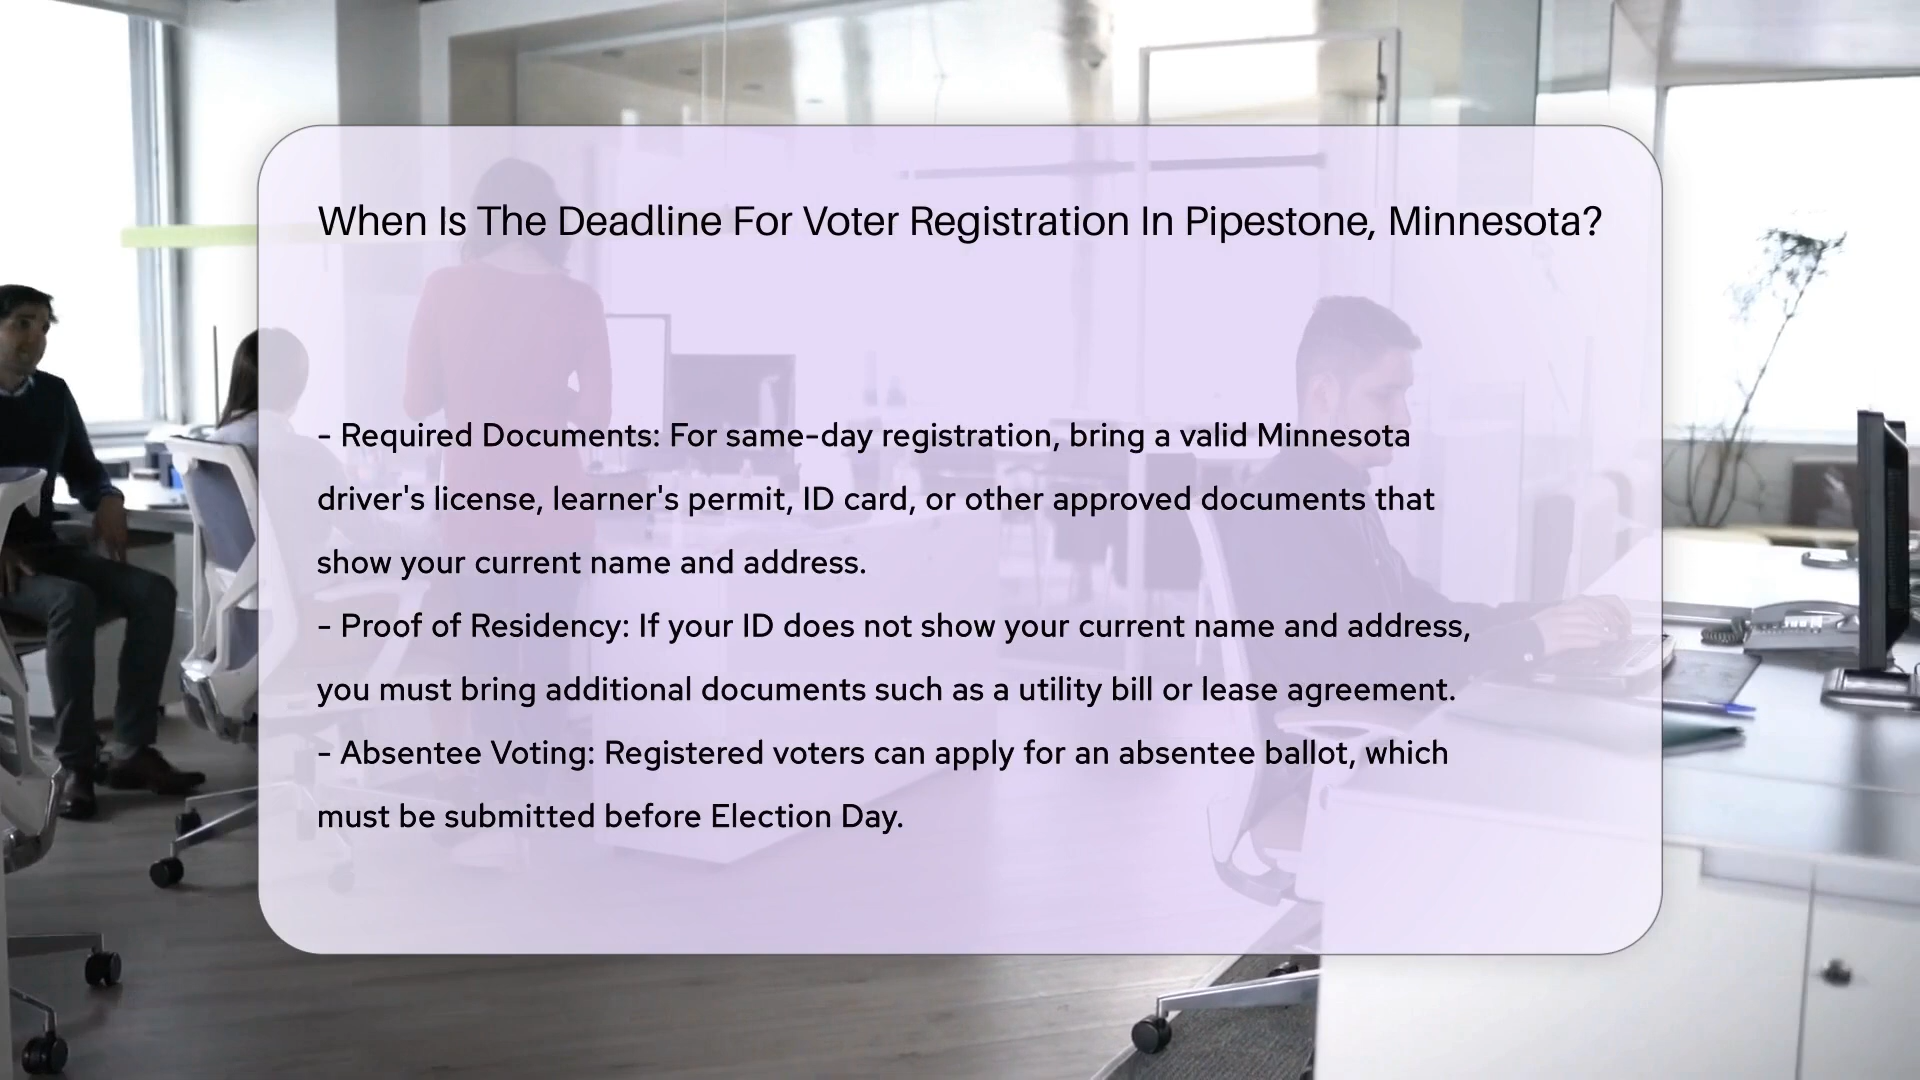 When Is The Deadline For Voter Registration In Pipestone, Minnesota?
- Required Documents: For same-day registration, bring a valid Minnesota
driver's license, learner's permit, ID card, or other approved documents that
show your current name and address.
- Proof of Residency: If your ID does not show your current name and address,
you must bring additional documents such as a utility bill or lease agreement.
- Absentee Voting: Registered voters can apply for an absentee ballot, which
must be submitted before Election Day.